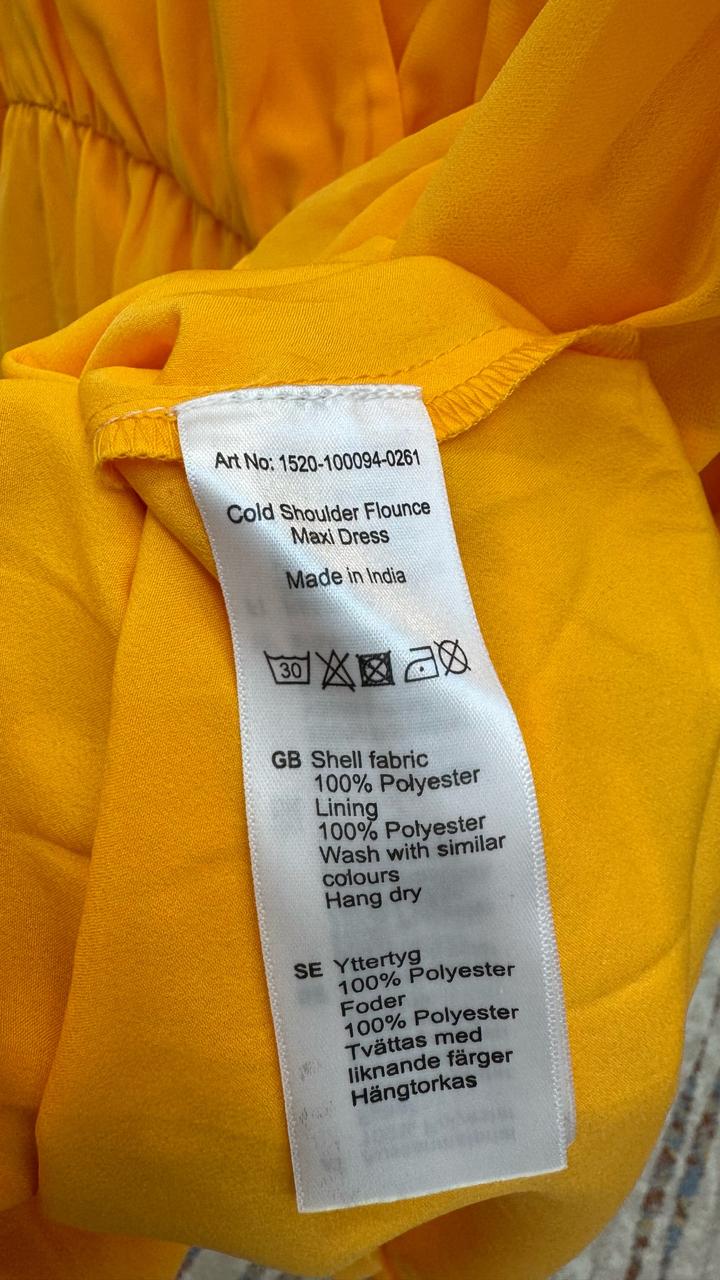 Art No: 1520-100094-0261
Cold Shoulder Flounce
Maxi Dress
Made in India
30
GB Shell fabric
100% Polyester
Lining
100% Polyester
Wash with similar
colours
Hang dry
SE Yttertyg
100% Polyester
Foder
100% Polyester
Tvättas med
liknande färger
Hängtorkas